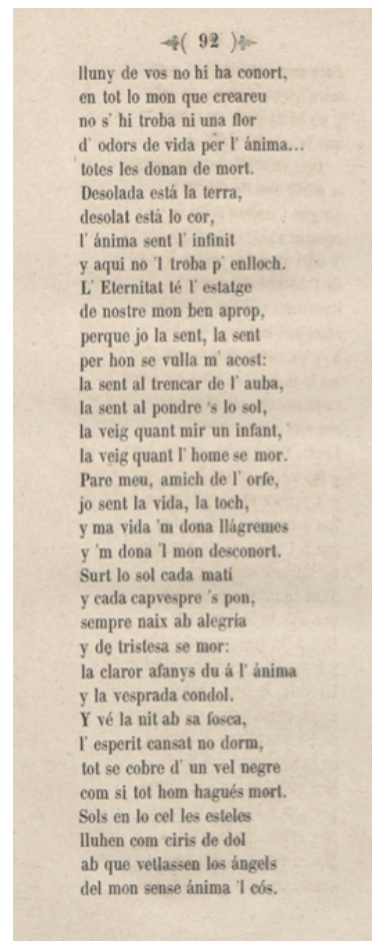 92
lluny de vos no hi ha conort,
en tot lo mon que creareu
no s' hi troba ni una flor
d' odors de vida per l' ánima...
totes les donan de mort.
Desolada está la terra,
desolat está lo cor,
l' ánima sent l' infinit
y aqui no 'l troba p' enlloch.
L' Eternitat té l' estatge
de nostre mon ben aprop,
perque jo la sent, la sent
per hon se vulla m' acost:
la sent al trencar de l' auba,
la sent al pondre 's lo sol,
la veig quant mir un infant,
la veig quant l' home se mor.
Pare meu, amich de l' orfe,
jo sent la vida, la toch,
y ma vida 'm dona llágremes
y 'm dona 'l mon desconort.
Surt lo sol cada matí
y cada capvespre 's pon,
sempre naix ab alegría
y de tristesa se mor:
la claror afanys du á l' ánima
y la vesprada condol.
Y vé la nit ab sa fosca,
l' esperit cansat no dorm,
tot se cobre d' un vel negre
com si tot hom hagués mort.
Sols en lo cel les esteles
lluhen com ciris de dol
ab que vetlassen los ángels
del mon sense ánima 'l cós.